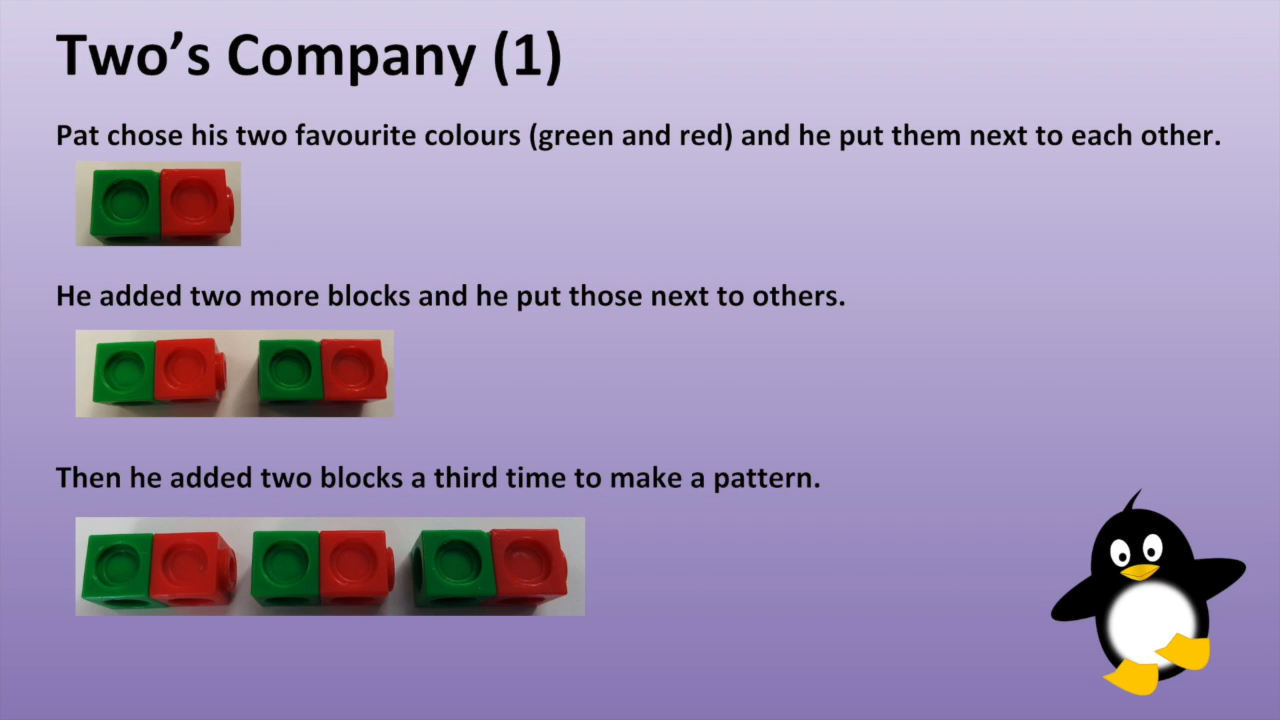 Two’s Company (1)
Pat chose his two favourite colours (green and red) and he put them next to each other.
He added two more blocks and he put those next to others.
Then he added two blocks a third time to make a pattern.